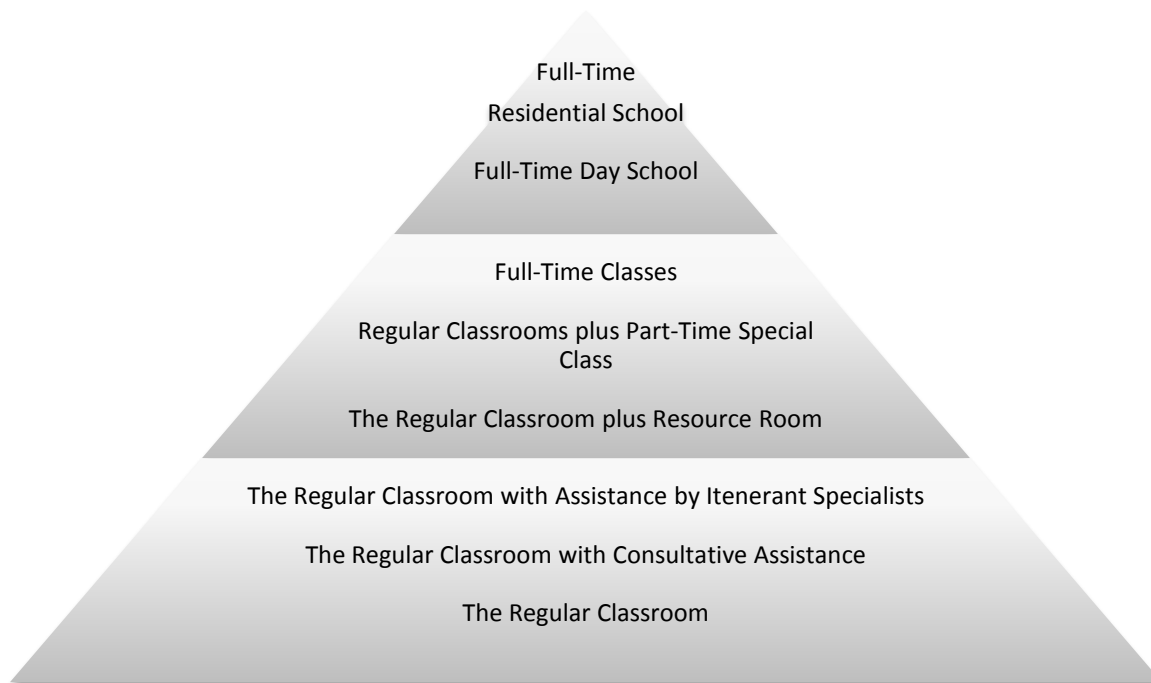 Full-Time
Residential School
Full-Time Day School
Full-Time Classes
Regular Classrooms plus Part-Time Special
Class
The Regular Classroom plus Resource Room
The Regular Classroom with Assistance by Itenerant Specialists
The Regular Classroom with Consultative Assistance
The Regular Classroom